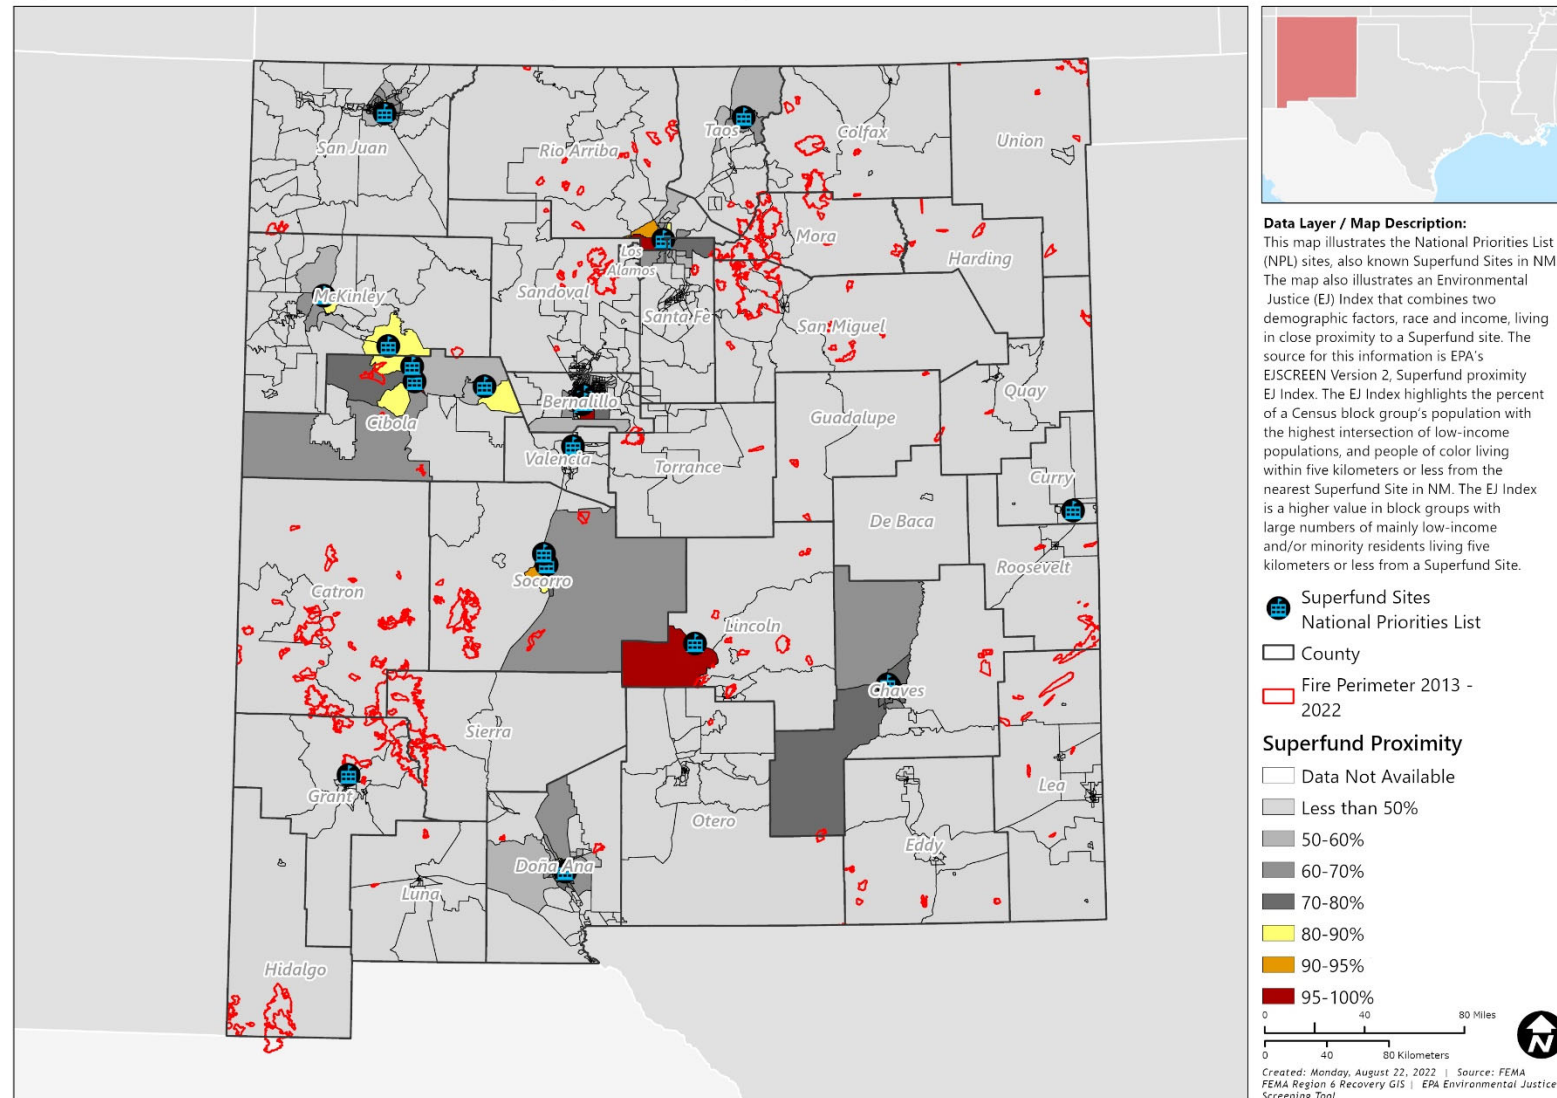 San Juan
Rio Arriba
Taos
Colfax
Union
Mora
Harding
Los
Alamos
McKinley
Sandoval
Santa Fe
San Miguel
Quay
Bernalillo
Guadalupe
Cibola
Valencia
Torrance
Curry
De Baca
Roosevelt
Catron
Socorro
Lincoln
Chaves
Sierra
Grant
Lea
Otero
Doña Ana
Eddy
Luna
Hidalgo
Data Layer / Map Description:
This map illustrates the National Priorities List
(NPL) sites, also known Superfund Sites in NM
The map also illustrates an Environmental
Justice (EJ) Index that combines two
demographic factors, race and income, living
in close proximity to a Superfund site. The
source for this information is EPA's
EJSCREEN Version 2, Superfund proximity
EJ Index. The EJ Index highlights the percent
of a Census block group's population with
the highest intersection of low-income
populations, and people of color living
within five kilometers or less from the
nearest Superfund Site in NM. The EJ Index
is a higher value in block groups with
large numbers of mainly low-income
and/or minority residents living five
kilometers or less from a Superfund Site.
Superfund Sites
National Priorities List
County
Fire Perimeter 2013 -
2022
Superfund Proximity
Data Not Available
Less than 50%
50-60%
60-70%
70-80%
80-90%
90-95%
95-100%
0 40 80 Miles
0 40 80 Kilometers
N
Created: Monday, August 22, 2022 | Source: FEMA
FEMA Region 6 Recovery GIS | EPA Environmental Justice
Screening Tool